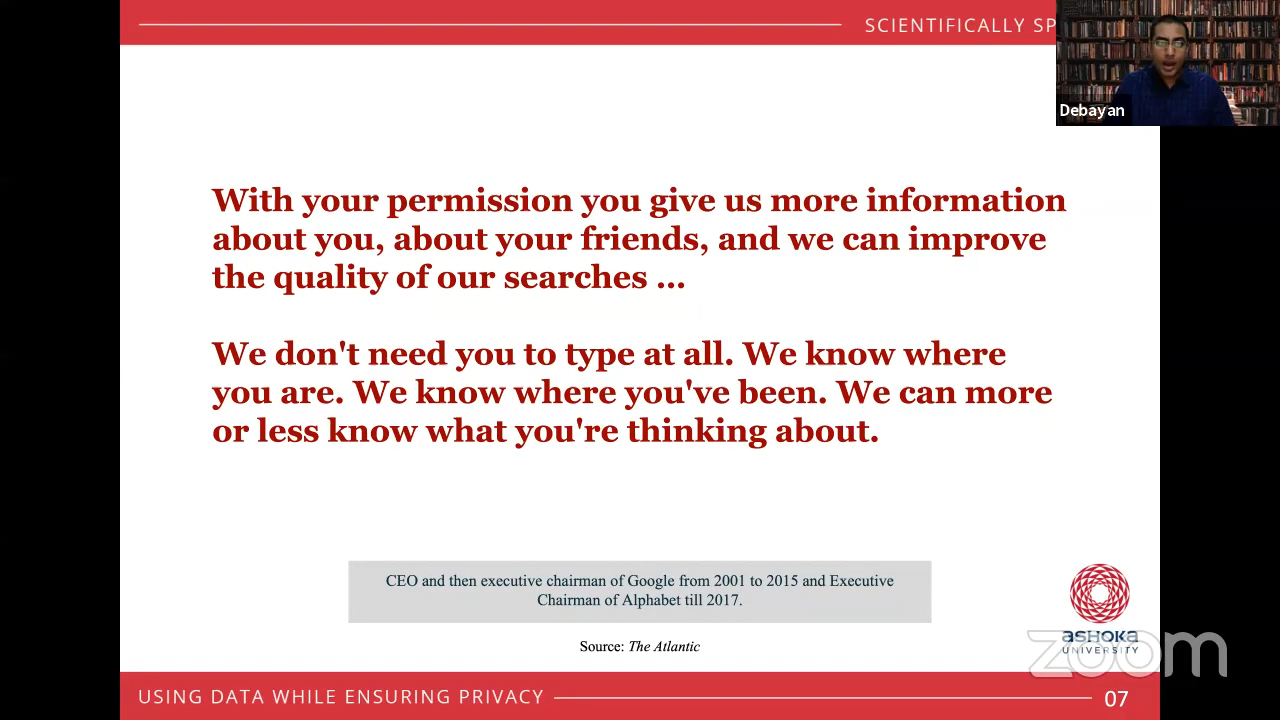 SCIENTIFICALLY SP
Debayan
With your permission you give us more information
about you, about your friends, and we can improve
the quality of our searches ...
We don't need you to type at all. We know where
you are. We know where you've been. We can more
or less know what you're thinking about.
CEO and then executive chairman of Google from 2001 to 2015 and Executive
Chairman of Alphabet till 2017.
Source: The Atlantic
ASHOKA
UNIVERSITY
zoom
USING DATA WHILE ENSURING PRIVACY
07